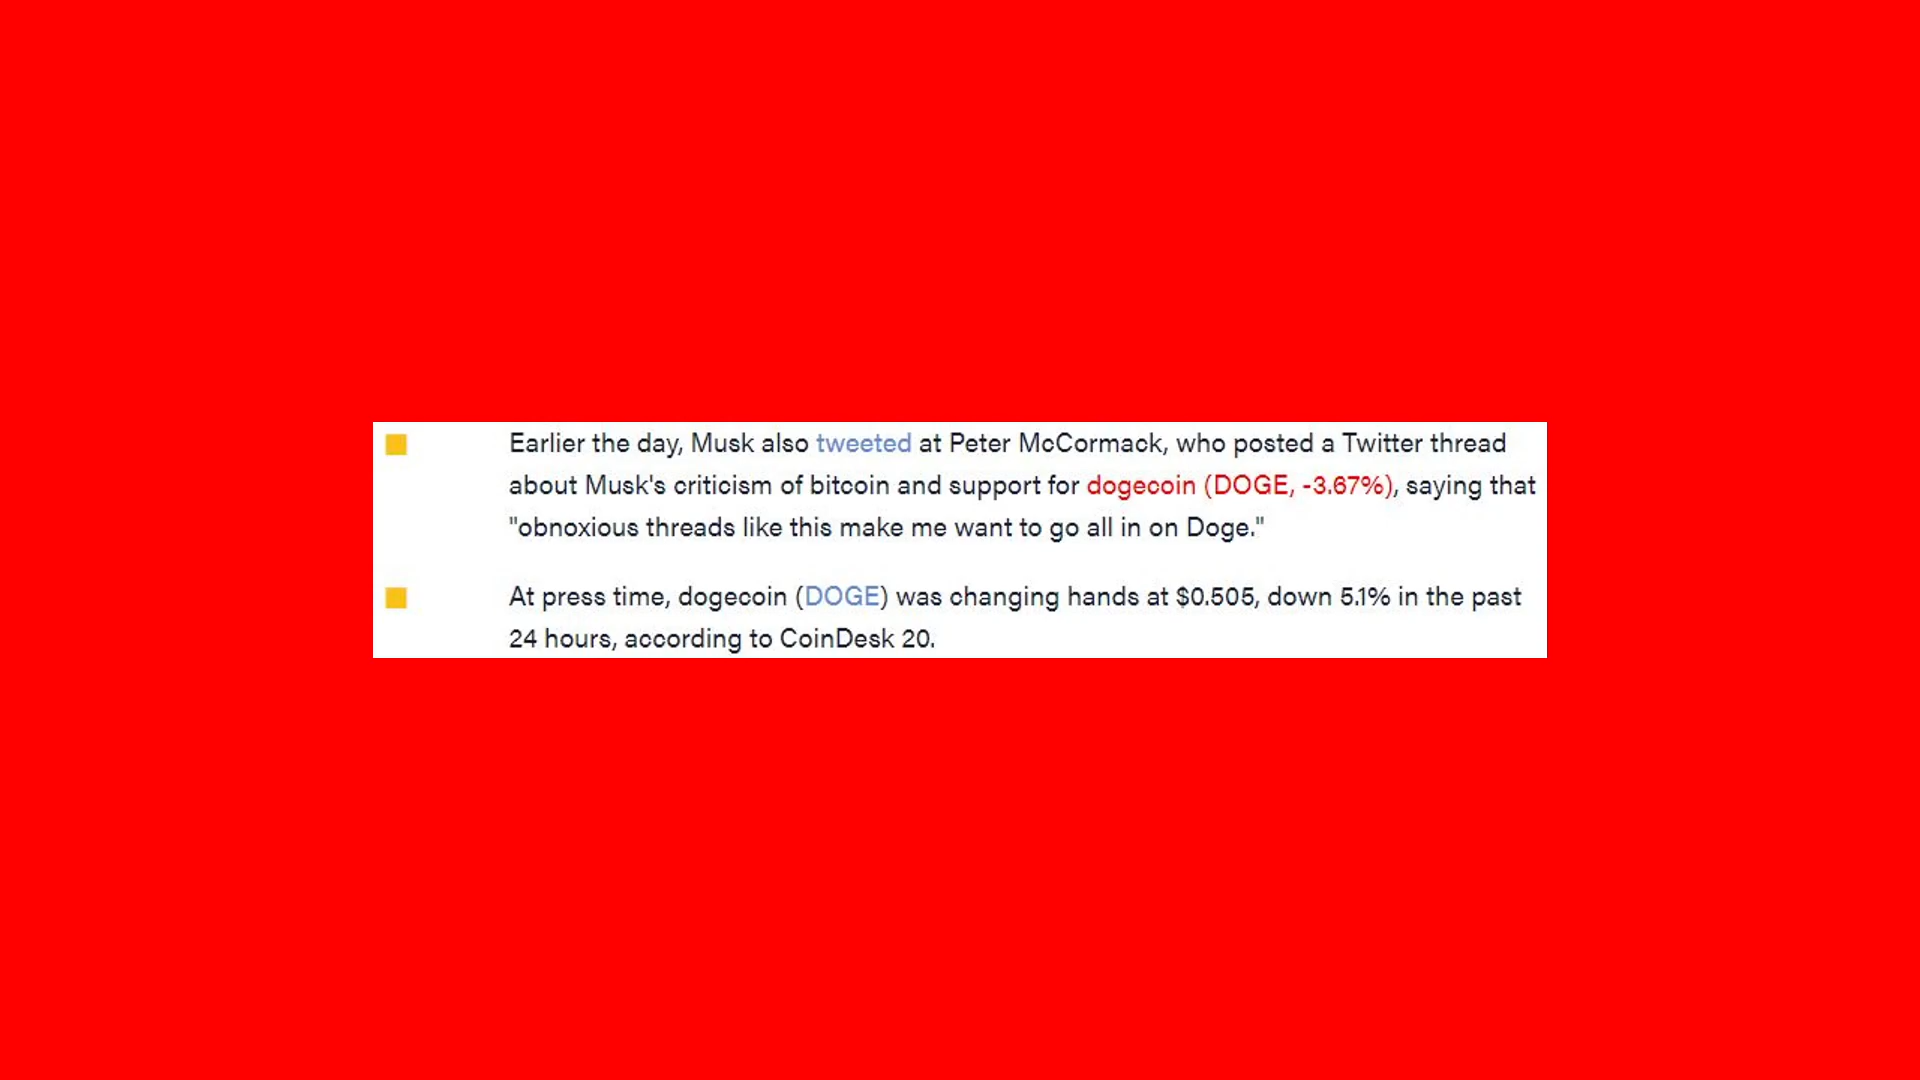 Earlier the day, Musk also tweeted at Peter McCormack, who posted a Twitter thread
about Musk's criticism of bitcoin and support for dogecoin (DOGE, -3.67%), saying that
"obnoxious threads like this make me want to go all in on Doge."
At press time, dogecoin (DOGE) was changing hands at $0.505, down 5.1% in the past
24 hours, according to CoinDesk 20.